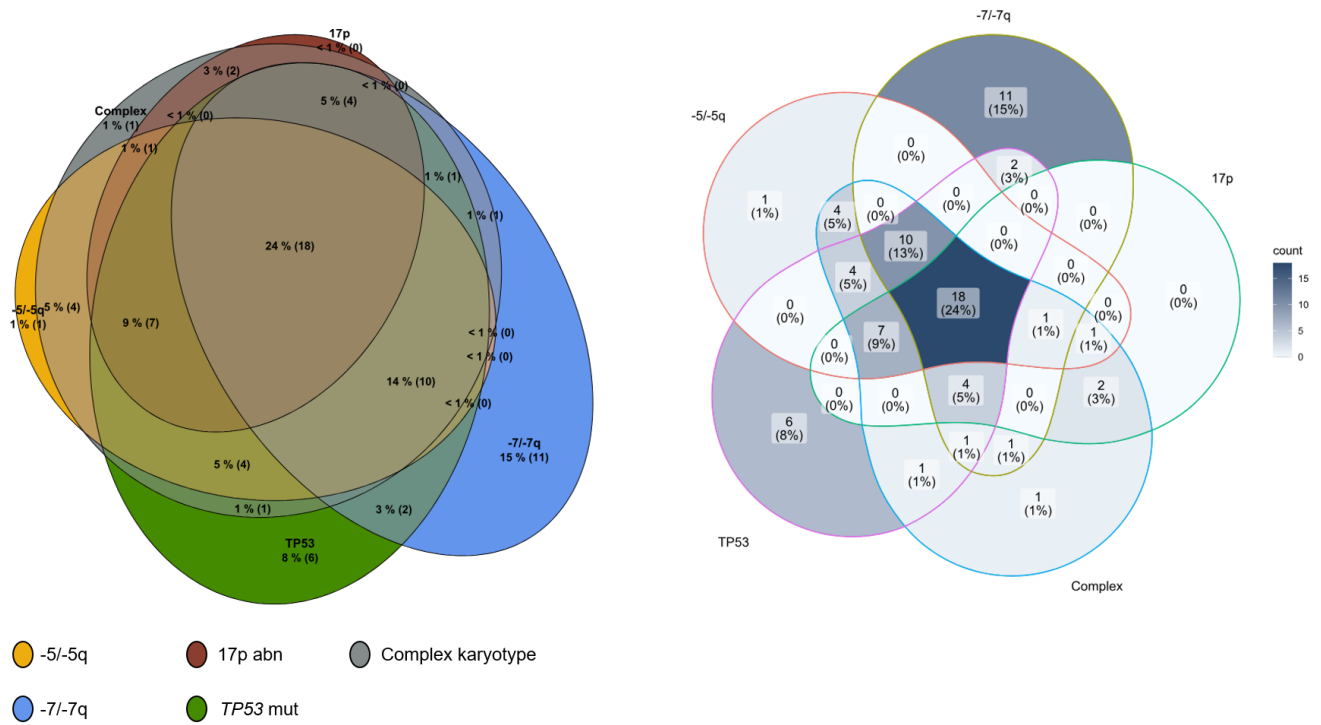 17p
< 1 % (0)
3 % (2)
< 1 % (0)
5 % (4)
Complex
1 % (1)
< 1 % (0)
1 % (1)
1 % (1)
1 % (1)
24 % (18)
-5/-5q
1 % (1)
5 % (4)
9 % (7)
< 1 % (0)
< 1 % (0)
14 % (10)
< 1 % (0)
-7/-7q
15 % (11)
5 % (4)
1 % (1)
3 % (2)
TP53
8 % (6)
-5/-5q
17p abn
Complex karyotype
-7/-7q
TP53 mut
-7/-7q
11
(15%)
-5/-5q
0
(0%)
2
(3%)
17p
1
(1%)
4
(5%)
0
(0%)
0
(0%)
0
(0%)
0
(0%)
10
(13%)
0
(0%)
4
(5%)
0
(0%)
0
(0%)
18
(24%)
0
(0%)
0
(0%)
1
(1%)
7
(9%)
0
(0%)
1
(1%)
4
(5%)
2
(3%)
0
(0%)
0
(0%)
0
(0%)
6
(8%)
1
(1%)
1
(1%)
1
(1%)
1
(1%)
TP53
Complex
count
15
10
5
0